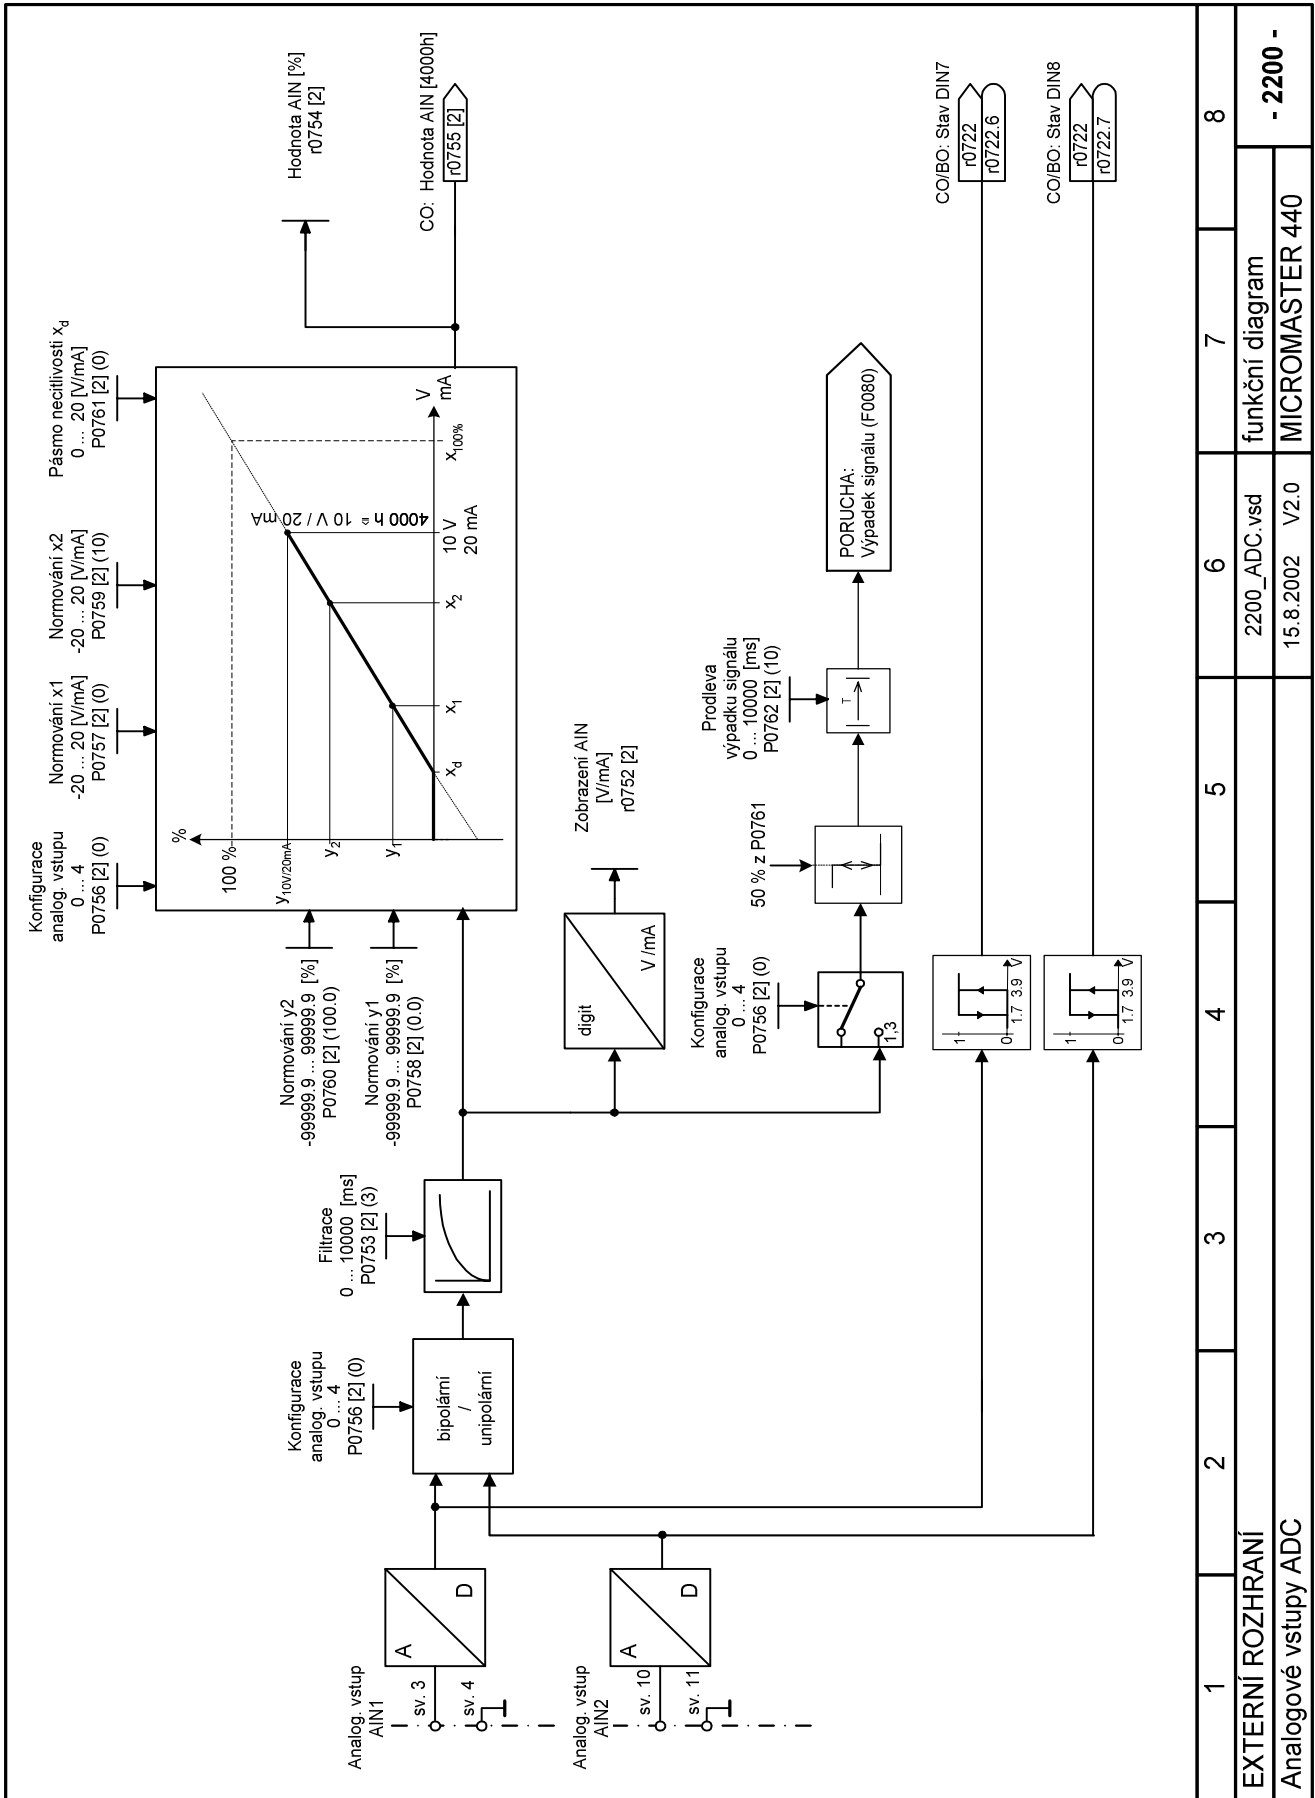 Analog. vstup
AIN1
sv. 3
sv. 4
A
D
Analog. vstup
AIN2
sv. 10
sv. 11
A
D
Konfigurace
analog. vstupu
0 ... 4
P0756 [2] (0)
bipolární
/
unipolární
Filtrace
0 ... 10000 [ms]
P0753 [2] (3)
Normování y2
-99999.9 ... 99999.9 [%]
P0760 [2] (100.0)
Normování y1
-99999.9 ... 99999.9 [%]
P0758 [2] (0.0)
Konfigurace
analog. vstupu
0 ... 4
P0756 [2] (0)
Normování x1
-20 ... 20 [V/mA]
P0757 [2] (0)
Normování x2
-20 ... 20 [V/mA]
P0759 [2] (10)
Pásmo necitlivosti xd
0 ... 20 [V/mA]
P0761 [2] (0)
%
100 %
y10V/20mA
y2
y1
4000 h ≙ 10 V / 20 mA
xd
x1
x2
10 V
20 mA
x100%
V
mA
Hodnota AIN [%]
r0754 [2]
CO: Hodnota AIN [4000h]
r0755 [2]
digit
V /mA
Zobrazení AIN
[V/mA]
r0752 [2]
Konfigurace
analog. vstupu
0 ... 4
P0756 [2] (0)
1,3
50 % z P0761
Prodleva
výpadku signálu
0 ... 10000 [ms]
P0762 [2] (10)
T
PORUCHA:
Výpadek signálu (F0080)
1
0
1.7 3.9 V
CO/BO: Stav DIN7
r0722
r0722.6
1
0
1.7 3.9 V
CO/BO: Stav DIN8
r0722
r0722.7
1 2 3 4 5 6 7 8
EXTERNÍ ROZHRANÍ
2200_ADC.vsd
funkční diagram
- 2200 -
Analogové vstupy ADC
15.8.2002 V2.0
MICROMASTER 440